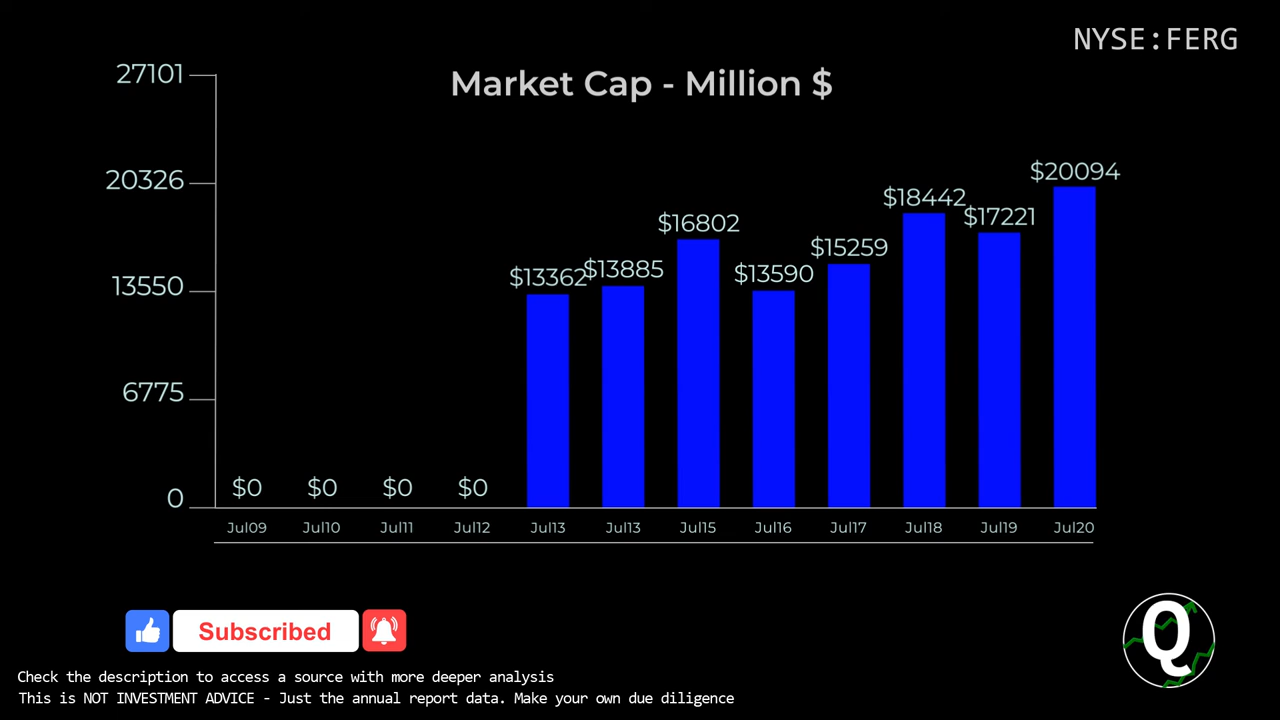 NYSE:FERG
Market Cap - Million $
27101
20326
13550
6775
0
$0 $0 $0 $0 $13362 $13885 $16802 $13590 $15259 $18442 $17221 $20094
Jul09 Jul10 Jul11 Jul12 Jul13 Jul13 Jul15 Jul16 Jul17 Jul18 Jul19 Jul20
Subscribed
Q
Check the description to access a source with more deeper analysis
This is NOT INVESTMENT ADVICE - Just the annual report data. Make your own due diligence